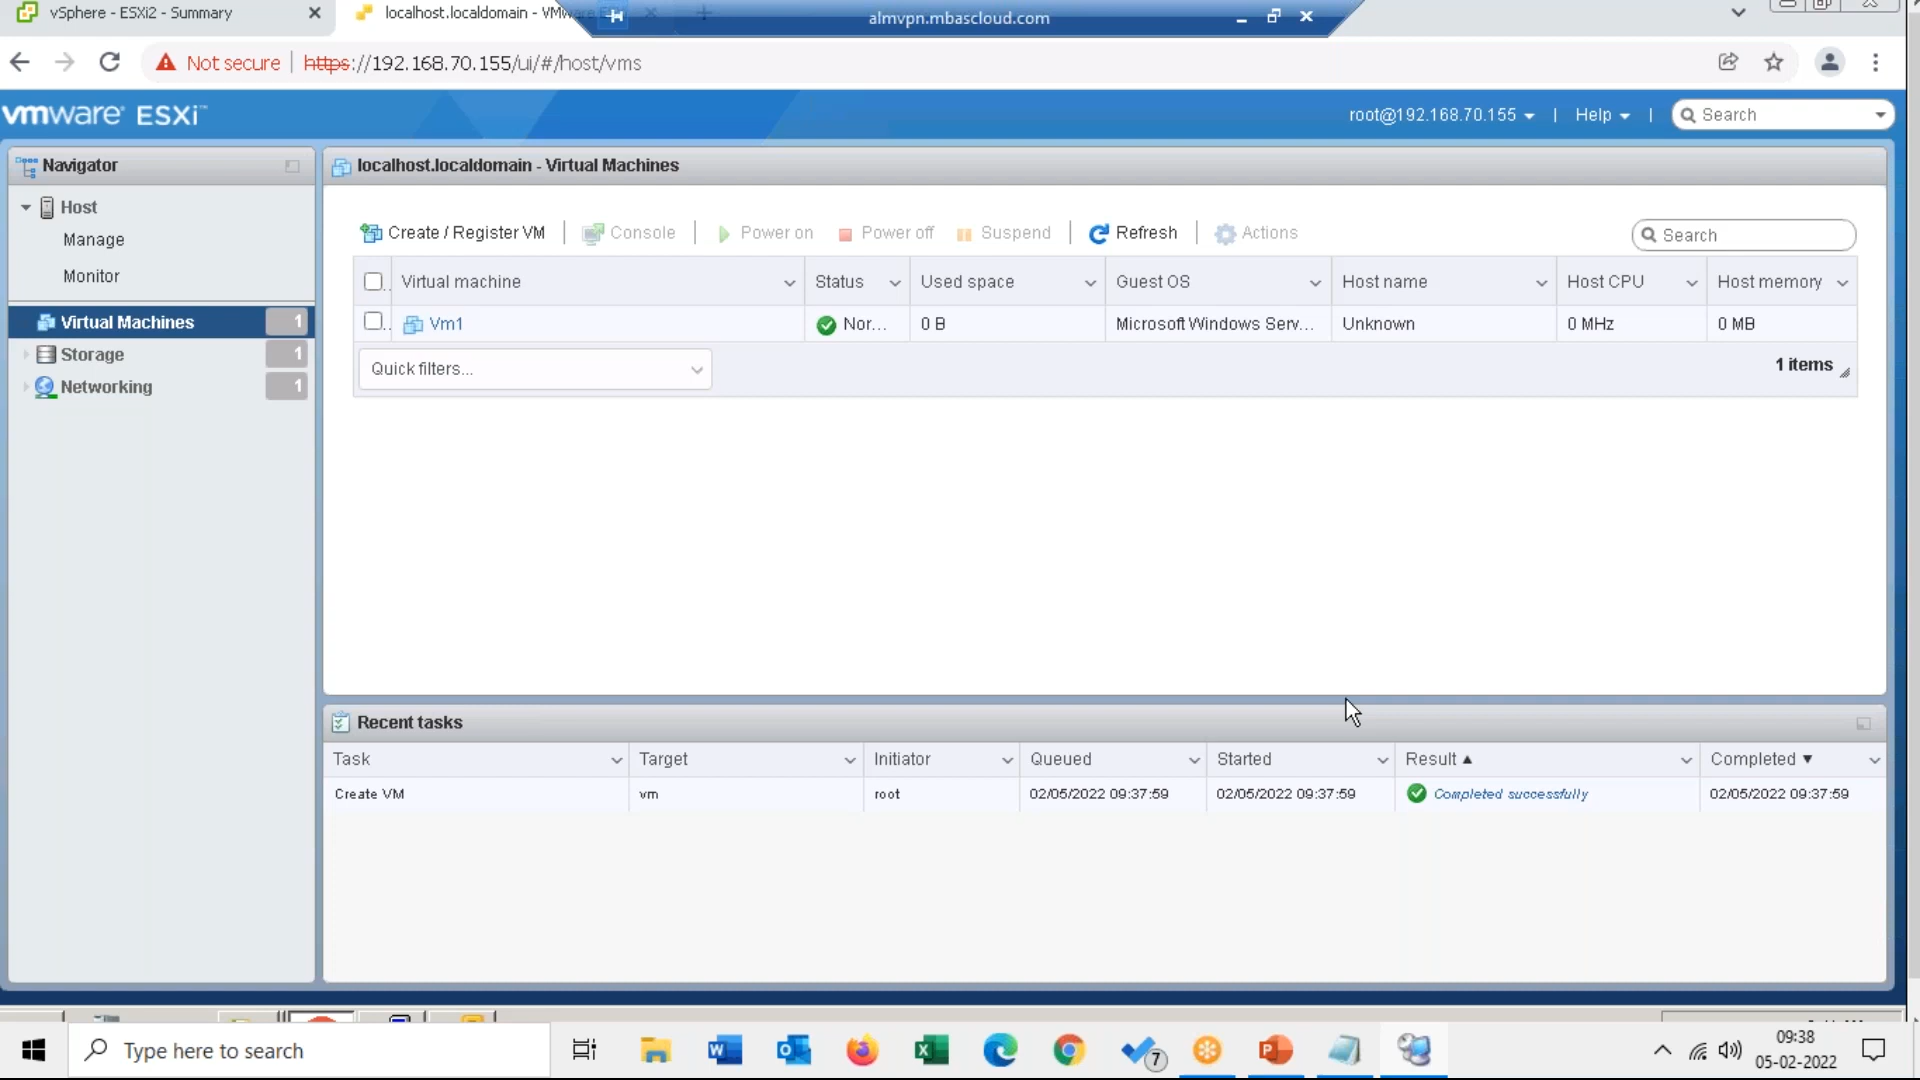 vSphere - ESXi2 - Summary
localhost.localdomain - VMware
almvpn.mbascloud.com
Not secure
https://192.168.70.155/ui/#/host/vms
vmware ESXi™
root@192.168.70.155
|
Help
|
Search
Navigator
Host
Manage
Monitor
Virtual Machines 1
Storage 1
Networking 1
localhost.localdomain - Virtual Machines
Create / Register VM
Console
Power on
Power off
Suspend
Refresh
Actions
Search
Virtual machine Status Used space Guest OS Host name Host CPU Host memory
Vm1 Nor... 0 B Microsoft Windows Serv... Unknown 0 MHz 0 MB
Quick filters...
1 items
Recent tasks
Task Target Initiator Queued Started Result ▲ Completed ▼
Create VM vm root 02/05/2022 09:37:59 02/05/2022 09:37:59 Completed successfully 02/05/2022 09:37:59
Type here to search
7
09:38
05-02-2022